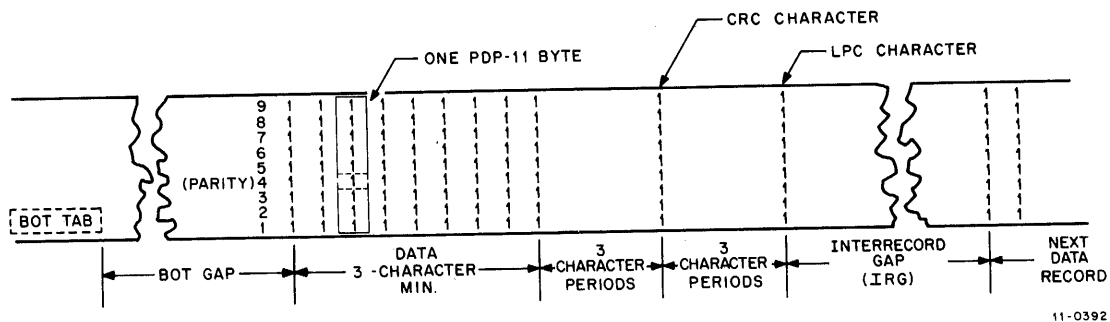 CRC CHARACTER
LPC CHARACTER
ONE PDP-11 BYTE
9
8
7
6
5
(PARITY) 4
3
2
1
BOT TAB
BOT GAP
DATA
3 -CHARACTER
MIN.
3
CHARACTER
PERIODS
3
CHARACTER
PERIODS
INTERRECORD
GAP
(IRG)
NEXT
DATA
RECORD
11-0392